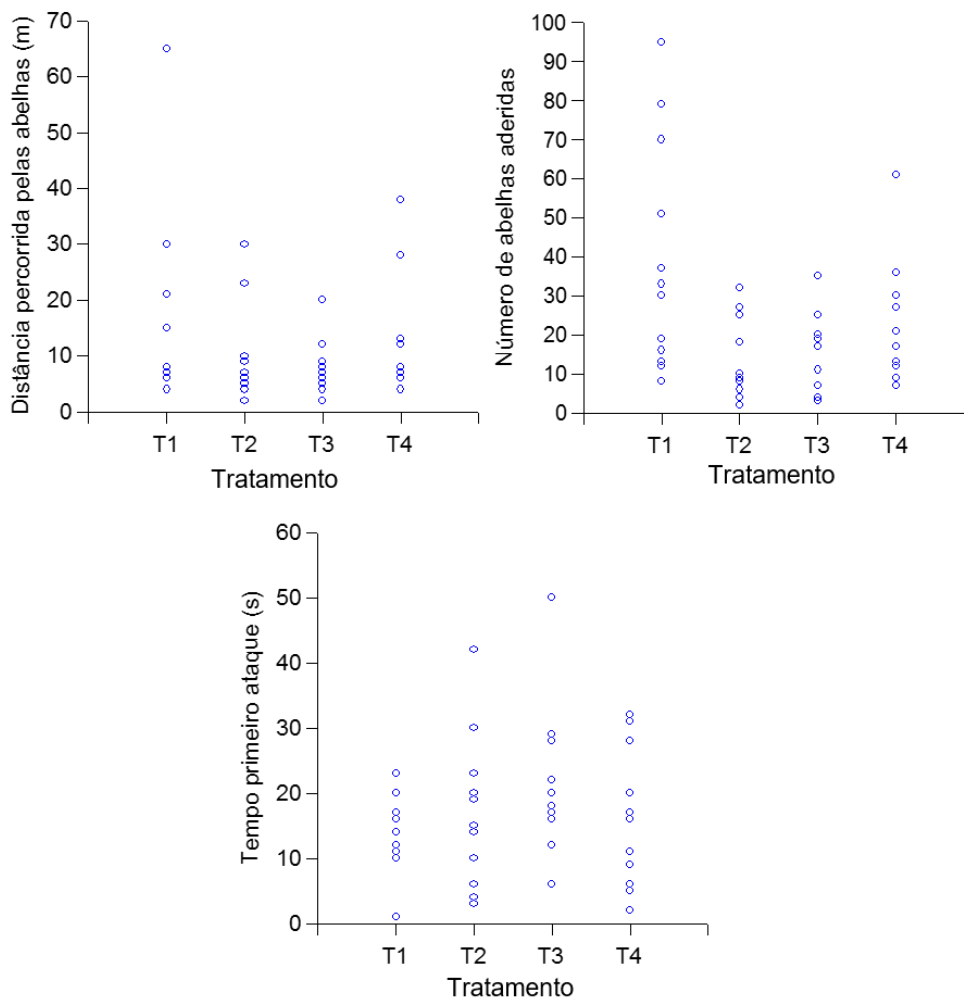 Distância percorrida pelas abelhas (m)
70
60
50
40
30
20
10
0
T1 T2 T3 T4
Tratamento
Número de abelhas aderidas
100
90
80
70
60
50
40
30
20
10
0
T1 T2 T3 T4
Tratamento
Tempo primeiro ataque (s)
60
50
40
30
20
10
0
T1 T2 T3 T4
Tratamento